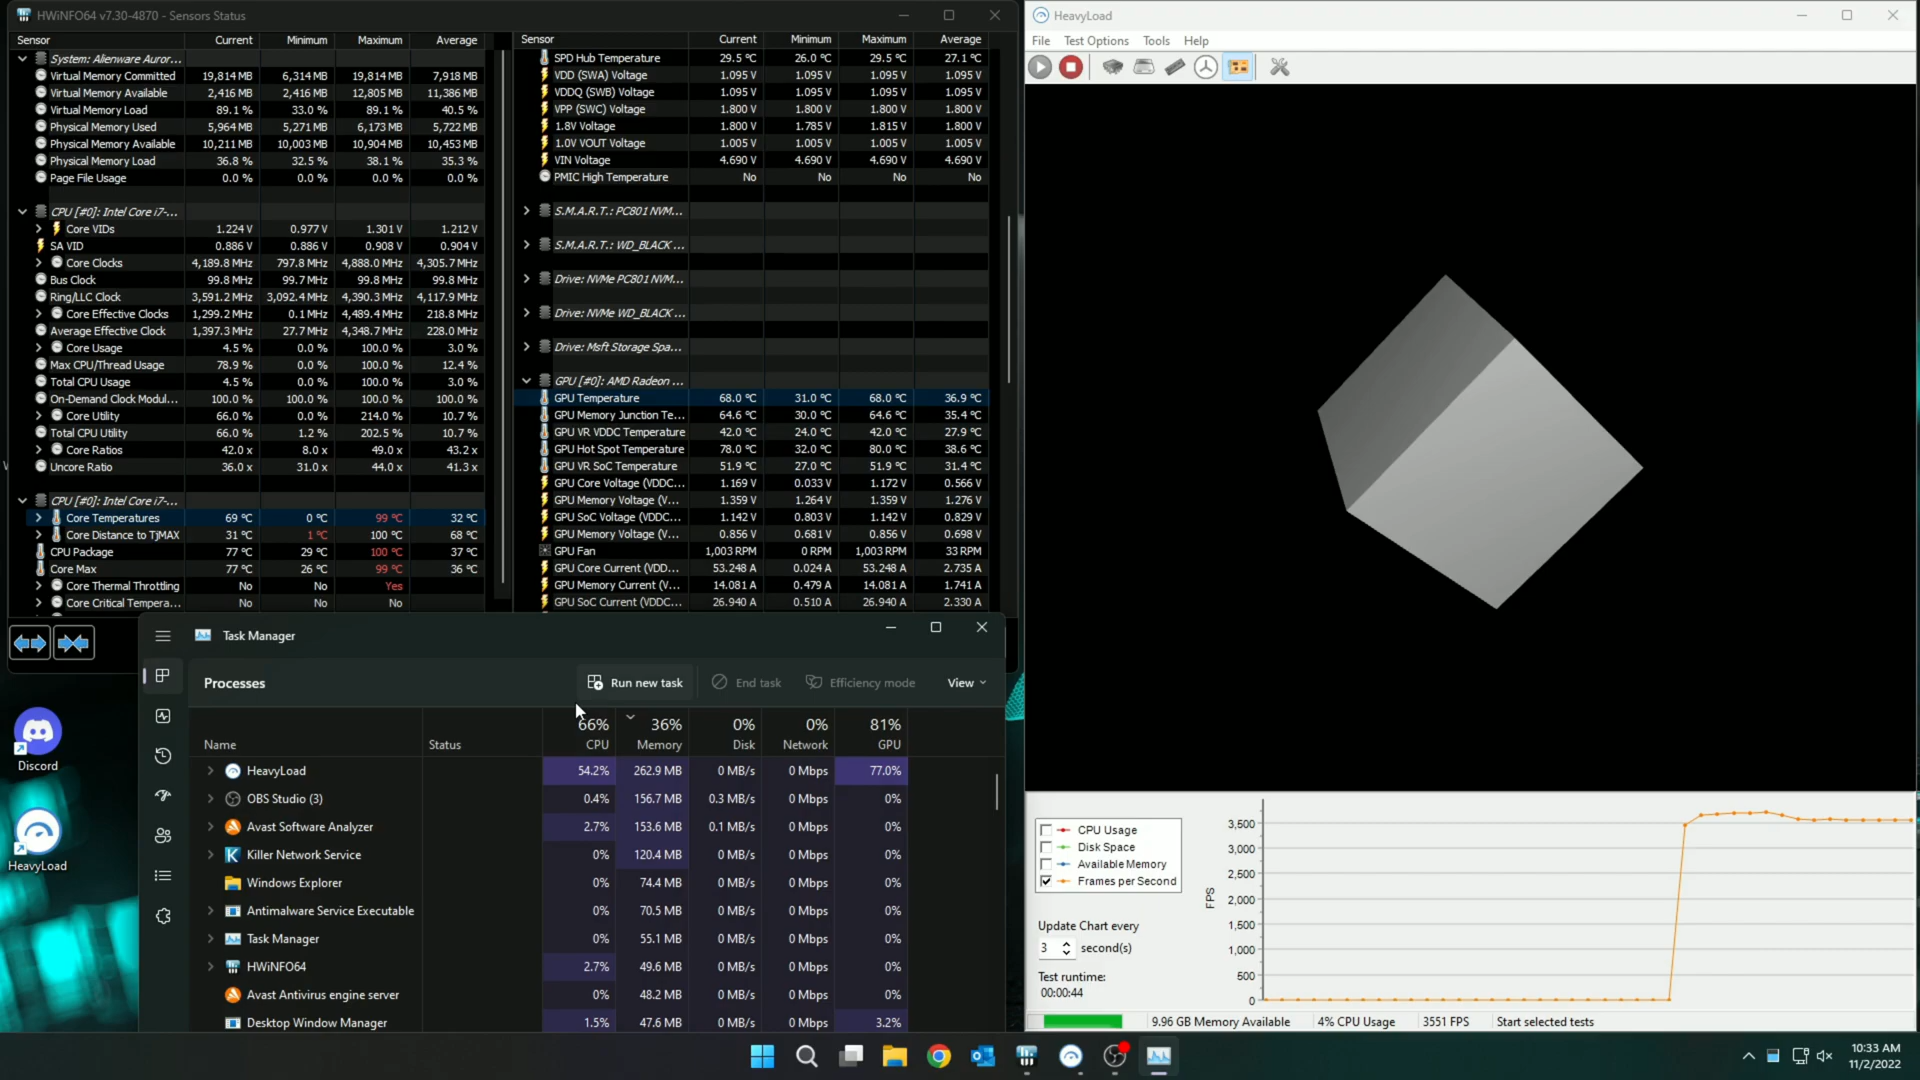 HWiNFO64 v7.30-4870 - Sensors Status
Sensor Current Minimum Maximum Average
System: Alienware Auror...
Virtual Memory Committed 19,814 MB 6,314 MB 19,814 MB 7,918 MB
Virtual Memory Available 2,416 MB 2,416 MB 12,805 MB 11,386 MB
Virtual Memory Load 89.1 % 33.0 % 89.1 % 40.5 %
Physical Memory Used 5,964 MB 5,271 MB 6,173 MB 5,722 MB
Physical Memory Available 10,211 MB 10,003 MB 10,904 MB 10,453 MB
Physical Memory Load 36.8 % 32.5 % 38.1 % 35.3 %
Page File Usage 0.0 % 0.0 % 0.0 % 0.0 %
CPU [#0]: Intel Core i7-...
Core VIDs 1.224 V 0.977 V 1.301 V 1.212 V
SA VID 0.886 V 0.886 V 0.908 V 0.904 V
Core Clocks 4,189.8 MHz 797.8 MHz 4,888.0 MHz 4,305.7 MHz
Bus Clock 99.8 MHz 99.7 MHz 99.8 MHz 99.8 MHz
Ring/LLC Clock 3,591.2 MHz 3,092.4 MHz 4,390.3 MHz 4,117.9 MHz
Core Effective Clocks 1,299.2 MHz 0.1 MHz 4,489.4 MHz 218.8 MHz
Average Effective Clock 1,397.3 MHz 27.7 MHz 4,348.7 MHz 228.0 MHz
Core Usage 4.5 % 0.0 % 100.0 % 3.0 %
Max CPU/Thread Usage 78.9 % 0.0 % 100.0 % 12.4 %
Total CPU Usage 4.5 % 0.0 % 100.0 % 3.0 %
On-Demand Clock Modul... 100.0 % 100.0 % 100.0 % 100.0 %
Core Utility 66.0 % 0.0 % 214.0 % 10.7 %
Total CPU Utility 66.0 % 1.2 % 202.5 % 10.7 %
Core Ratios 42.0 x 8.0 x 49.0 x 43.2 x
Uncore Ratio 36.0 x 31.0 x 44.0 x 41.3 x
CPU [#0]: Intel Core i7-...
Core Temperatures 69 °C 0 °C 99 °C 32 °C
Core Distance to TjMAX 31 °C 1 °C 100 °C 68 °C
CPU Package 77 °C 29 °C 100 °C 37 °C
Core Max 77 °C 26 °C 99 °C 36 °C
Core Thermal Throttling No No Yes
Core Critical Tempera... No No No
Sensor Current Minimum Maximum Average
SPD Hub Temperature 29.5 °C 26.0 °C 29.5 °C 27.1 °C
VDD (SWA) Voltage 1.095 V 1.095 V 1.095 V 1.095 V
VDDQ (SWB) Voltage 1.095 V 1.095 V 1.095 V 1.095 V
VPP (SWC) Voltage 1.800 V 1.800 V 1.800 V 1.800 V
1.8V Voltage 1.800 V 1.785 V 1.815 V 1.800 V
1.0V VOUT Voltage 1.005 V 1.005 V 1.005 V 1.005 V
VIN Voltage 4.690 V 4.690 V 4.690 V 4.690 V
PMIC High Temperature No No No No
S.M.A.R.T.: PC801 NVM...
S.M.A.R.T.: WD_BLACK ...
Drive: NVMe PC801 NVM...
Drive: NVMe WD_BLACK ...
Drive: Msft Storage Spa...
GPU [#0]: AMD Radeon ...
GPU Temperature 68.0 °C 31.0 °C 68.0 °C 36.9 °C
GPU Memory Junction Te... 64.6 °C 30.0 °C 64.6 °C 35.4 °C
GPU VR VDDC Temperature 42.0 °C 24.0 °C 42.0 °C 27.9 °C
GPU Hot Spot Temperature 78.0 °C 32.0 °C 80.0 °C 38.6 °C
GPU VR SoC Temperature 51.9 °C 27.0 °C 51.9 °C 31.4 °C
GPU Core Voltage (VDDC... 1.169 V 0.033 V 1.172 V 0.566 V
GPU Memory Voltage (V... 1.359 V 1.264 V 1.359 V 1.276 V
GPU SoC Voltage (VDDC... 1.142 V 0.803 V 1.142 V 0.829 V
GPU Memory Voltage (V... 0.856 V 0.681 V 0.856 V 0.698 V
GPU Fan 1,003 RPM 0 RPM 1,003 RPM 33 RPM
GPU Core Current (VDD... 53.248 A 0.024 A 53.248 A 2.735 A
GPU Memory Current (V... 14.081 A 0.479 A 14.081 A 1.741 A
GPU SoC Current (VDDC... 26.940 A 0.510 A 26.940 A 2.330 A
Discord
HeavyLoad
Task Manager
Processes Run new task End task Efficiency mode View
66% 36% 0% 0% 81%
Name Status CPU Memory Disk Network GPU
HeavyLoad 54.2% 262.9 MB 0 MB/s 0 Mbps 77.0%
OBS Studio (3) 0.4% 156.7 MB 0.3 MB/s 0 Mbps 0%
Avast Software Analyzer 2.7% 153.6 MB 0.1 MB/s 0 Mbps 0%
Killer Network Service 0% 120.4 MB 0 MB/s 0 Mbps 0%
Windows Explorer 0% 74.4 MB 0 MB/s 0 Mbps 0%
Antimalware Service Executable 0% 70.5 MB 0 MB/s 0 Mbps 0%
Task Manager 0% 55.1 MB 0 MB/s 0 Mbps 0%
HWiNFO64 2.7% 49.6 MB 0 MB/s 0 Mbps 0%
Avast Antivirus engine server 0% 48.2 MB 0 MB/s 0 Mbps 0%
Desktop Window Manager 1.5% 47.6 MB 0 MB/s 0 Mbps 3.2%
HeavyLoad
File Test Options Tools Help
CPU Usage
Disk Space
Available Memory
Frames per Second
Update Chart every
3 second(s)
Test runtime:
00:00:44
FPS
3,500
3,000
2,500
2,000
1,500
1,000
500
0
9.96 GB Memory Available 4% CPU Usage 3551 FPS Start selected tests
10:33 AM
11/2/2022